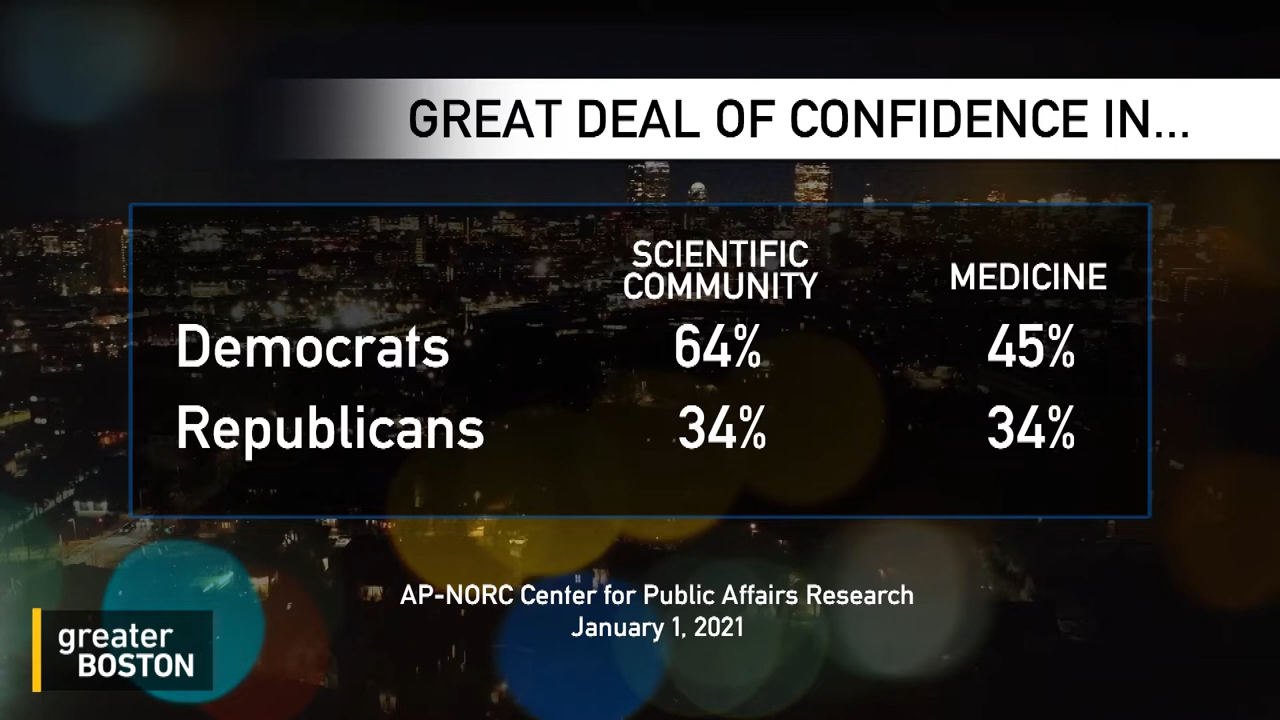 GREAT DEAL OF CONFIDENCE IN...
SCIENTIFIC
COMMUNITY
MEDICINE
Democrats 64% 45%
Republicans 34% 34%
AP-NORC Center for Public Affairs Research
January 1, 2021
greater
BOSTON